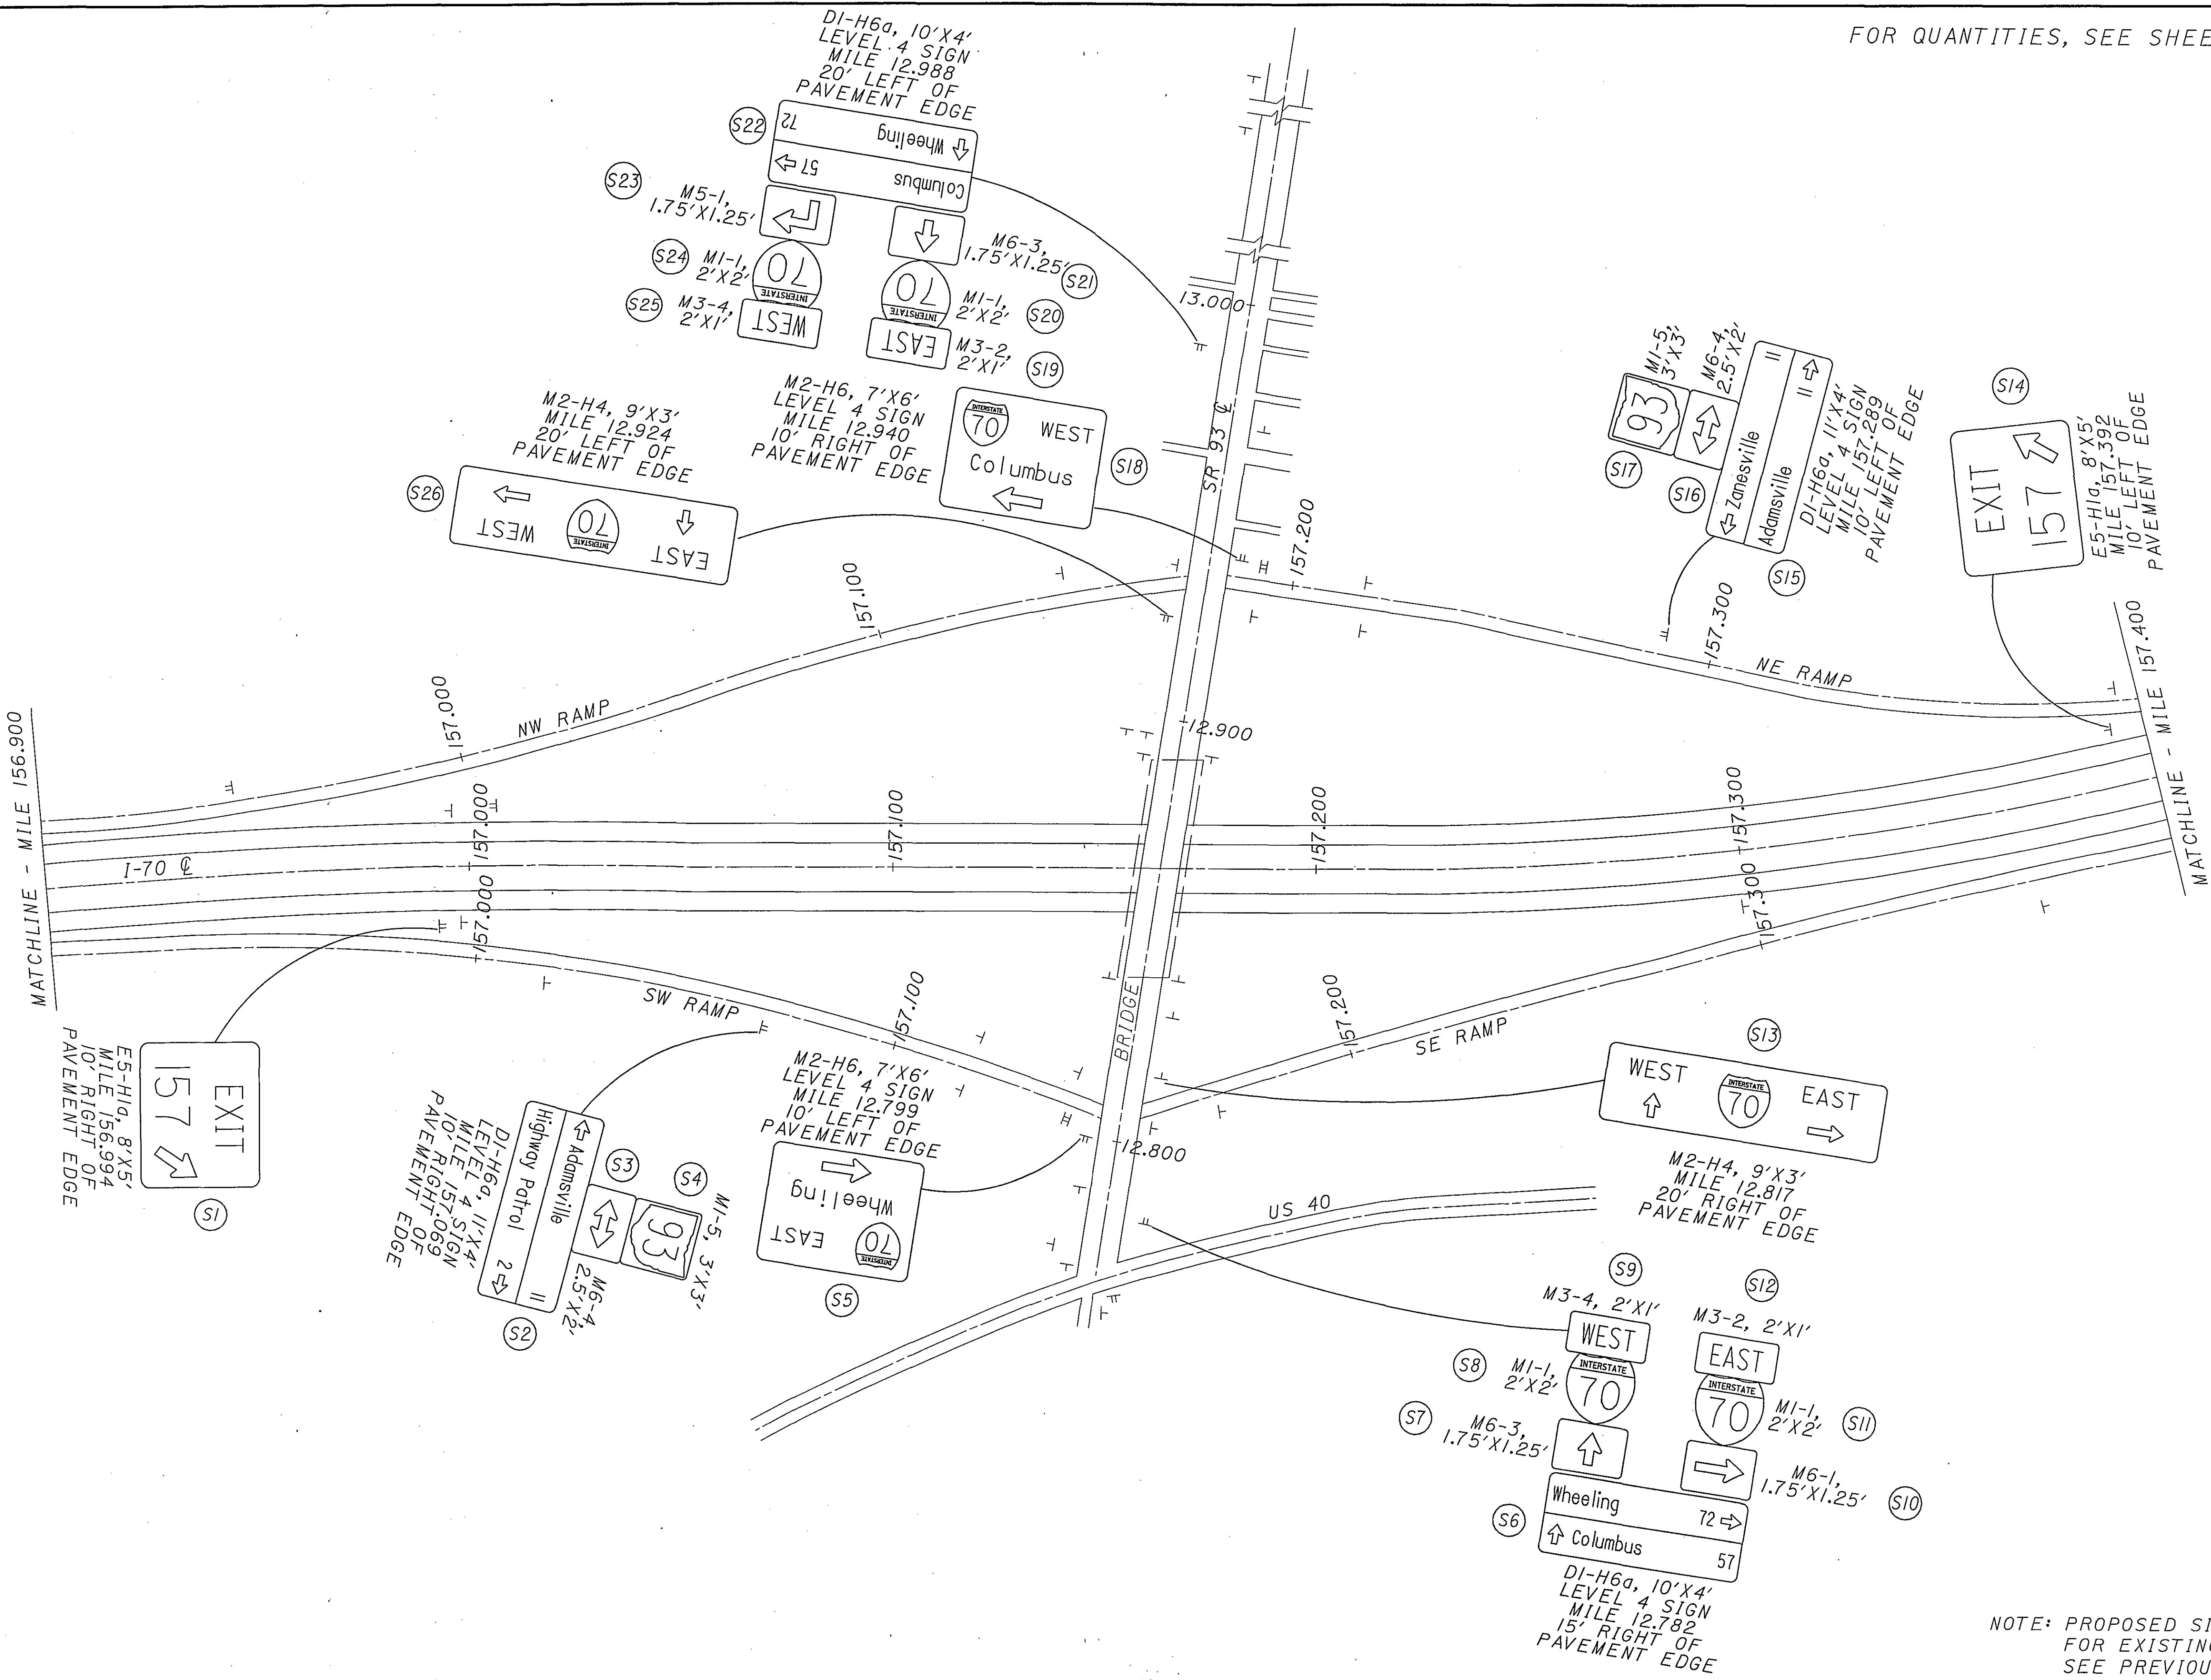 FOR QUANTITIES, SEE SHEE
D1-H6a, 10'X4'
LEVEL 4 SIGN
MILE 12.988
20' LEFT OF
PAVEMENT EDGE
S22
Wheeling 72
Columbus 57
S23
M5-1,
1.75'X1.25'
M6-3,
1.75'X1.25'
S21
S24
M1-1,
2'X2'
INTERSTATE
70
INTERSTATE
70
M1-1,
2'X2'
S20
S25
M3-4,
2'X1'
WEST
EAST
M3-2,
2'X1'
S19
M2-H4, 9'X3'
MILE 12.924
20' LEFT OF
PAVEMENT EDGE
S26
EAST
INTERSTATE
70
WEST
M2-H6, 7'X6'
LEVEL 4 SIGN
MILE 12.940
10' RIGHT OF
PAVEMENT EDGE
INTERSTATE
70
WEST
Columbus
S18
13.000
SR 93 ℄
157.200
M1-5,
3'X3'
M6-4,
2.5'X2'
93
S17
S16
Zanesville 11
Adamsville 11
D1-H6a, 11'X4'
LEVEL 4 SIGN
MILE 157.289
10' LEFT OF
PAVEMENT EDGE
S15
S14
EXIT
157
E5-H1a, 8'X5'
MILE 157.392
10' LEFT OF
PAVEMENT EDGE
157.100
157.300
NE RAMP
MATCHLINE - MILE 157.400
157.000
NW RAMP
12.900
MATCHLINE - MILE 156.900
157.000
157.100
157.200
157.300
I-70 ℄
157.000
157.300
SW RAMP
157.100
BRIDGE
157.200
SE RAMP
E5-H1a, 8'X5'
MILE 156.994
10' RIGHT OF
PAVEMENT EDGE
EXIT
157
S1
D1-H6a, 11'X4'
LEVEL 4 SIGN
MILE 157.069
10' RIGHT OF
PAVEMENT EDGE
Adamsville 11
Highway Patrol 2
S2
S3
M6-4,
2.5'X2'
S4
93
M1-5, 3'X3'
M2-H6, 7'X6'
LEVEL 4 SIGN
MILE 12.799
10' LEFT OF
PAVEMENT EDGE
INTERSTATE
70
EAST
Wheeling
S5
12.800
US 40
S13
WEST
INTERSTATE
70
EAST
M2-H4, 9'X3'
MILE 12.817
20' RIGHT OF
PAVEMENT EDGE
S9
M3-4, 2'X1'
WEST
S12
M3-2, 2'X1'
EAST
S8
M1-1,
2'X2'
INTERSTATE
70
INTERSTATE
70
M1-1,
2'X2'
S11
S7
M6-3,
1.75'X1.25'
M6-1,
1.75'X1.25'
S10
S6
Wheeling 72
Columbus 57
D1-H6a, 10'X4'
LEVEL 4 SIGN
MILE 12.782
15' RIGHT OF
PAVEMENT EDGE
NOTE: PROPOSED SI
FOR EXISTING
SEE PREVIOU